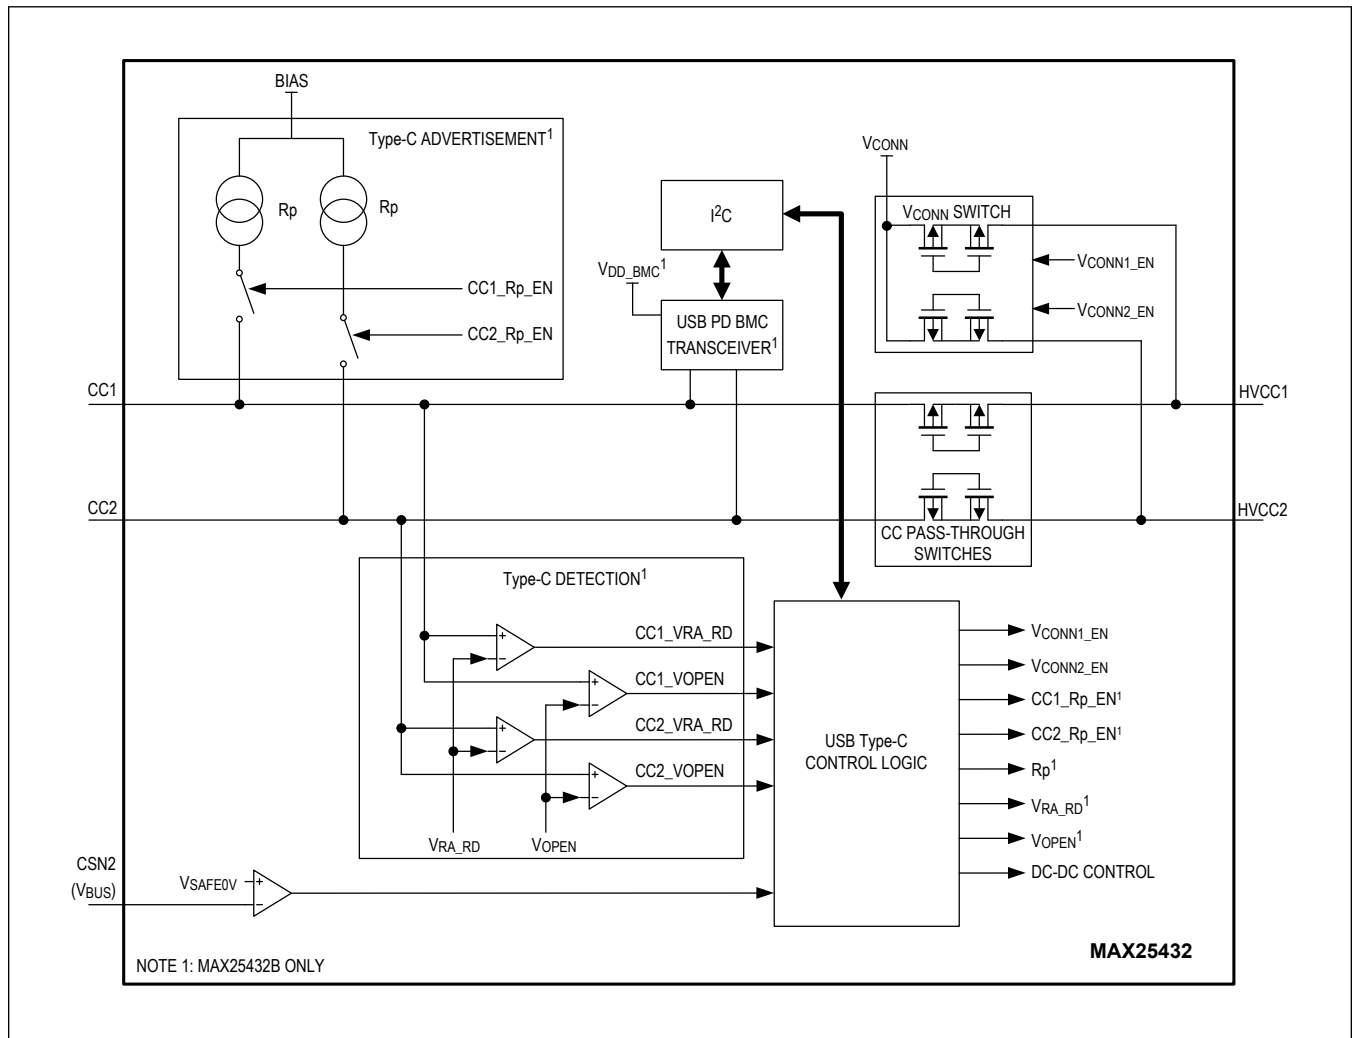 BIAS
Type-C ADVERTISEMENT¹
Rp
Rp
CC1_Rp_EN
CC2_Rp_EN
I²C
VDD_BMC¹
USB PD BMC
TRANSCEIVER¹
VCONN
VCONN SWITCH
VCONN1_EN
VCONN2_EN
CC1
HVCC1
CC2
HVCC2
CC PASS-THROUGH
SWITCHES
Type-C DETECTION¹
+
−
CC1_VRA_RD
+
−
CC1_VOPEN
+
−
CC2_VRA_RD
+
−
CC2_VOPEN
VRA_RD
VOPEN
USB Type-C
CONTROL LOGIC
VCONN1_EN
VCONN2_EN
CC1_Rp_EN¹
CC2_Rp_EN¹
Rp¹
VRA_RD¹
VOPEN¹
DC-DC CONTROL
CSN2
(VBUS)
VSAFE0V
+
−
MAX25432
NOTE 1: MAX25432B ONLY